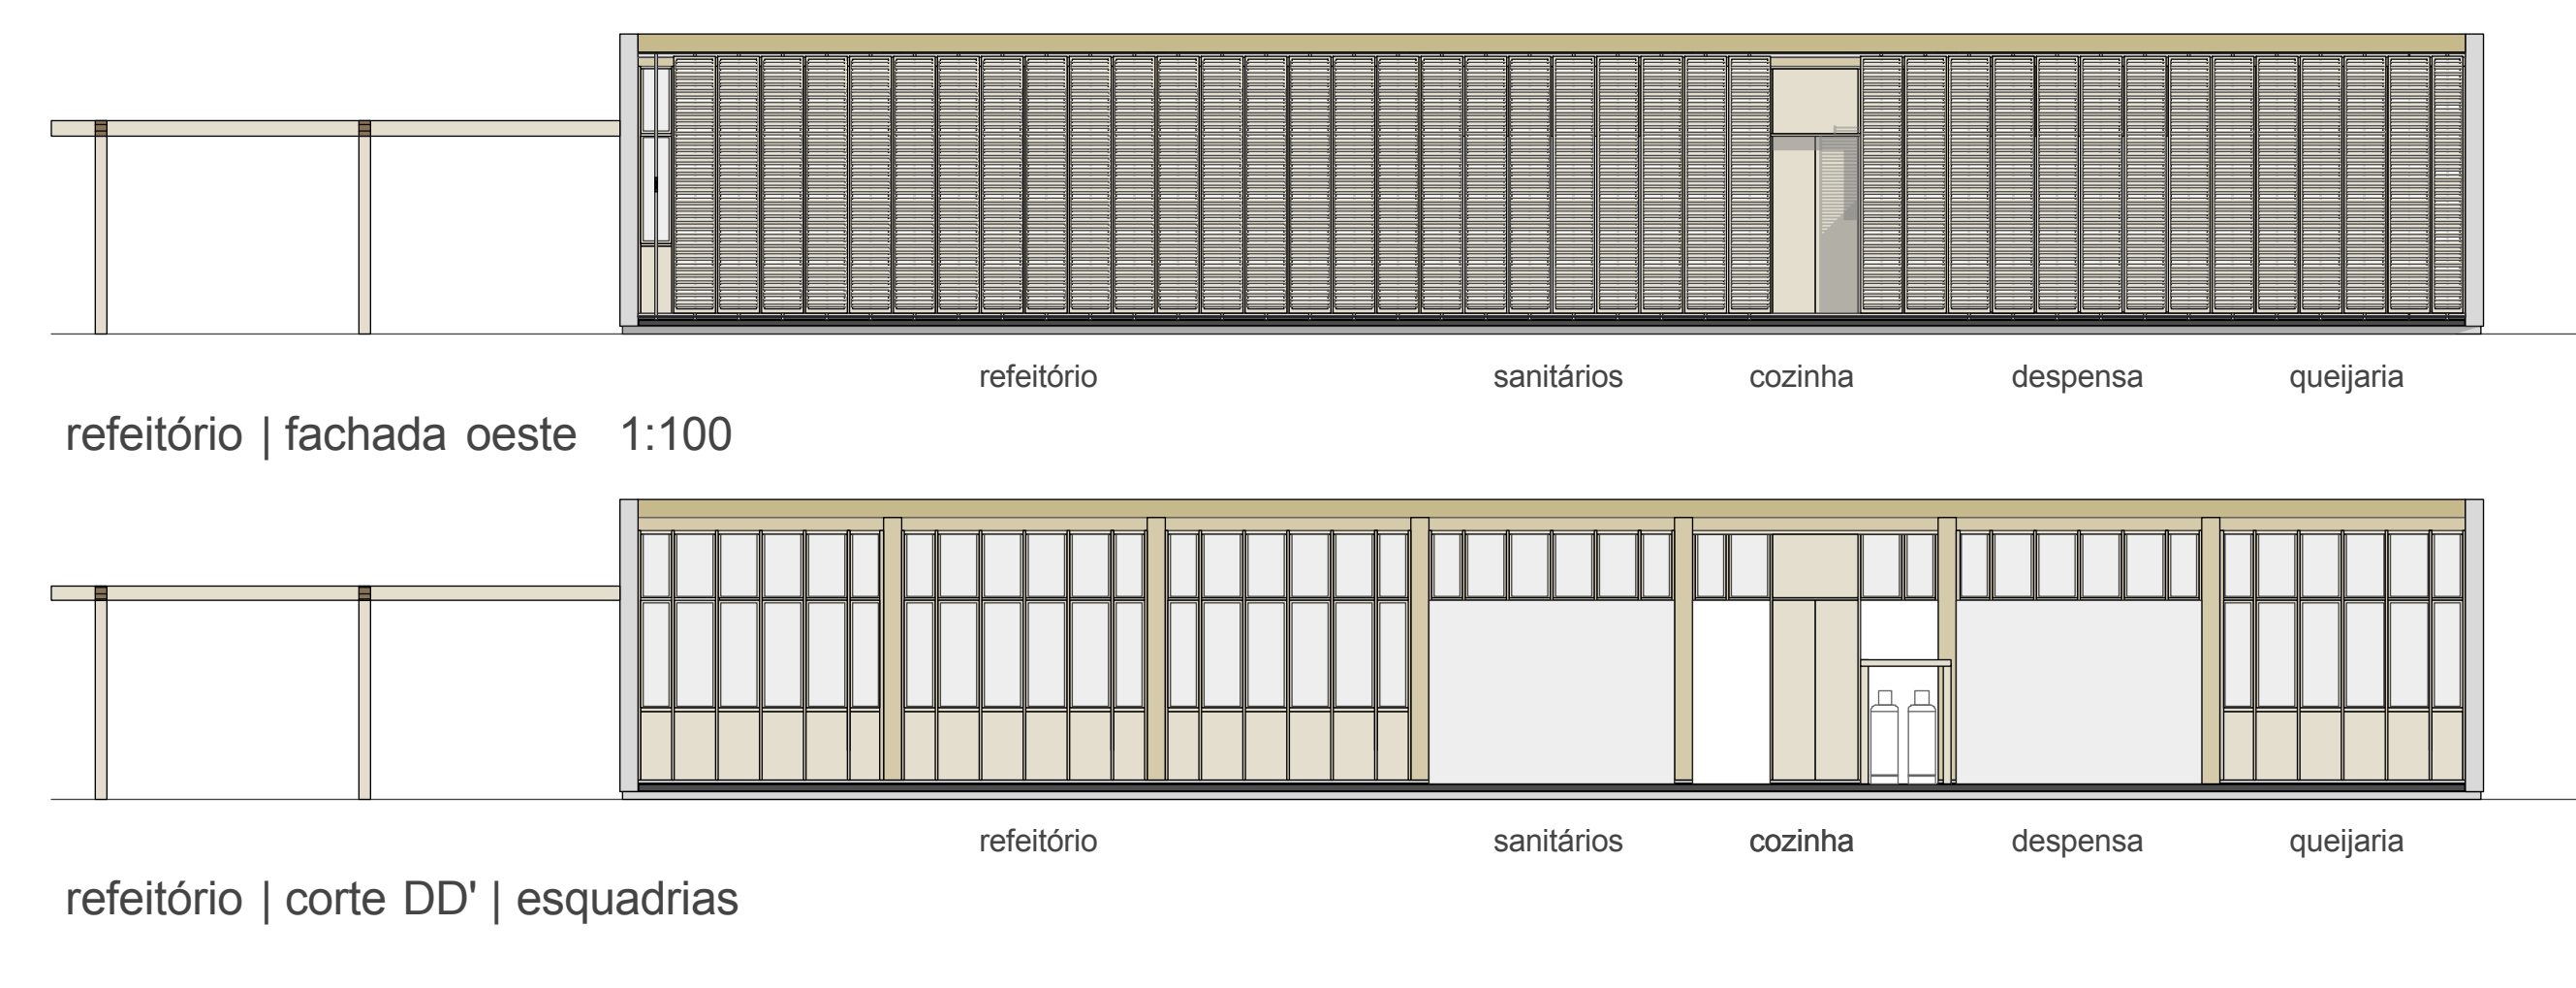 refeitório sanitários cozinha despensa queijaria
refeitório | fachada oeste 1:100
refeitório sanitários cozinha despensa queijaria
refeitório | corte DD' | esquadrias